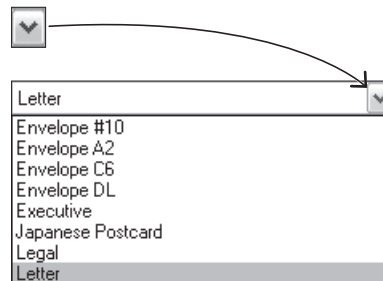 Letter
Envelope #10
Envelope A2
Envelope C6
Envelope DL
Executive
Japanese Postcard
Legal
Letter